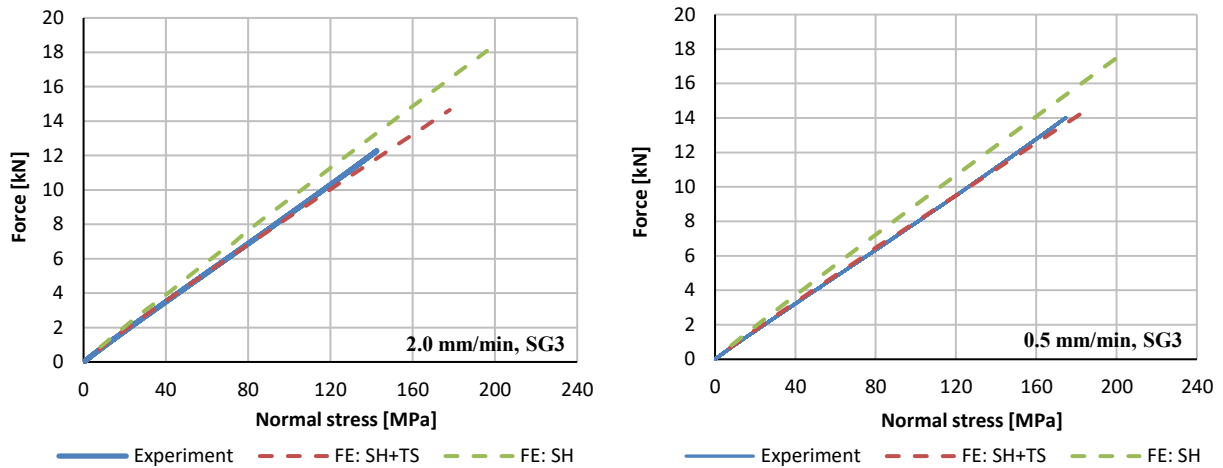 20
18
16
14
12
10
8
6
4
2
0
Force [kN]
2.0 mm/min, SG3
0 40 80 120 160 200 240
Normal stress [MPa]
Experiment FE: SH+TS FE: SH
20
18
16
14
12
10
8
6
4
2
0
Force [kN]
0.5 mm/min, SG3
0 40 80 120 160 200 240
Normal stress [MPa]
Experiment FE: SH+TS FE: SH